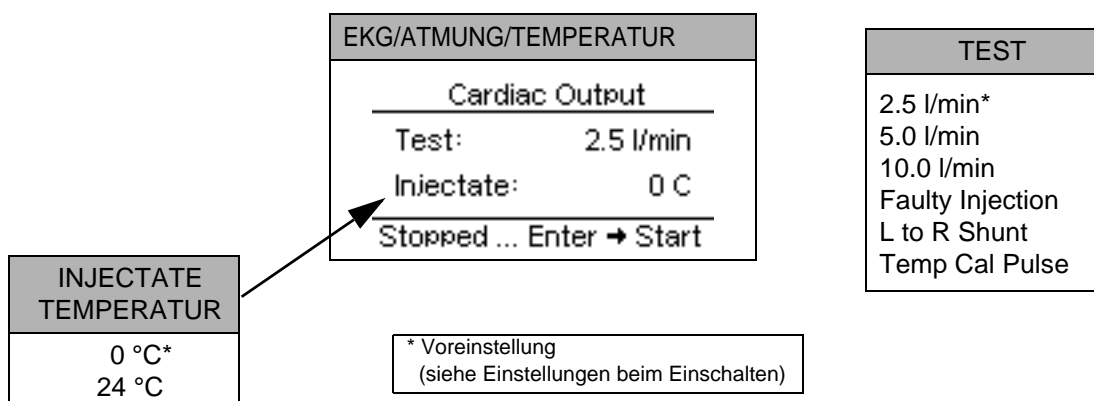 EKG/ATMUNG/TEMPERATUR
Cardiac Output
Test: 2.5 l/min
Injectate: 0 C
Stopped ... Enter ➔ Start
TEST
2.5 l/min*
5.0 l/min
10.0 l/min
Faulty Injection
L to R Shunt
Temp Cal Pulse
INJECTATE
TEMPERATUR
0 °C*
24 °C
* Voreinstellung
(siehe Einstellungen beim Einschalten)